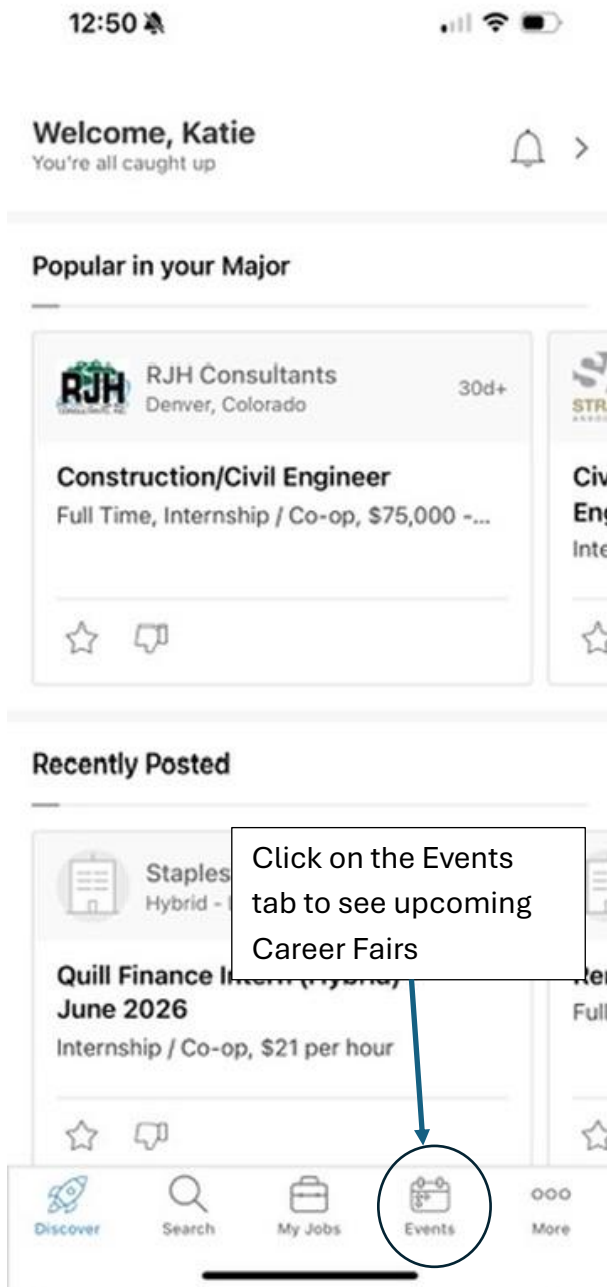 12:50
Welcome, Katie
You're all caught up
Popular in your Major
RJH
RJH Consultants
Denver, Colorado
30d+
Construction/Civil Engineer
Full Time, Internship / Co-op, $75,000 -...
Recently Posted
Staples
Hybrid -
Click on the Events
tab to see upcoming
Career Fairs
Quill Finance Intern (Hybrid)
June 2026
Internship / Co-op, $21 per hour
Discover
Search
My Jobs
Events
More